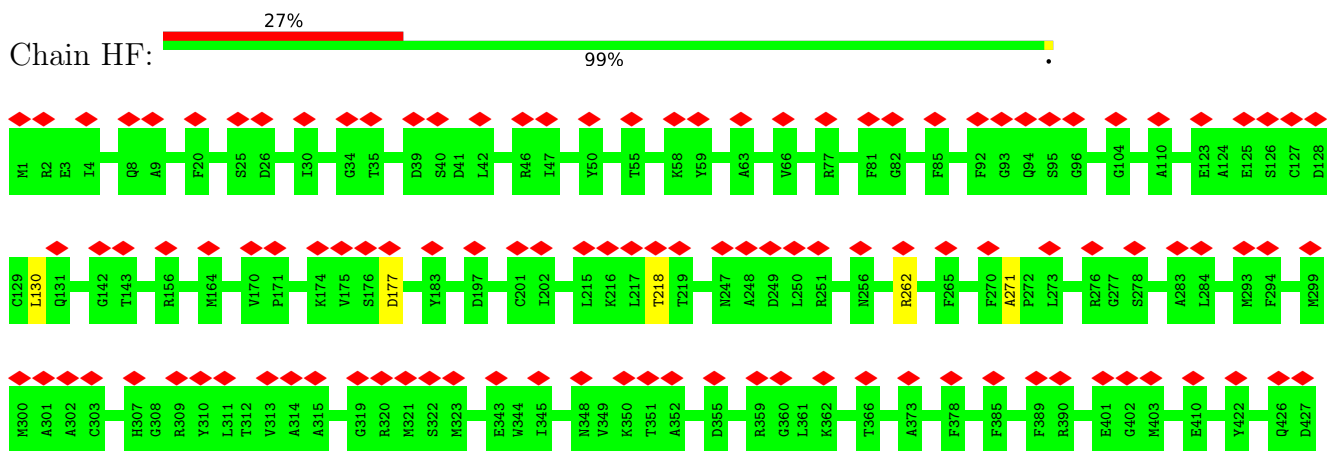 27%
Chain HF:
99%
•
M1 R2 E3 I4 Q8 A9 F20 S25 D26 I30 G34 T35 D39 S40 D41 L42 R46 I47 Y50 T55 K58 Y59 A63 V66 R77 F81 G82 F85 F92 G93 Q94 S95 G96 G104 A110 E123 A124 E125 S126 C127 D128
C129 L130 Q131 G142 T143 R156 M164 V170 P171 K174 V175 S176 D177 Y183 D197 C201 I202 L215 K216 L217 T218 T219 N247 A248 D249 L250 R251 N256 R262 F265 F270 A271 P272 L273 R276 G277 S278 A283 L284 M293 F294 M299
M300 A301 A302 C303 H307 G308 R309 Y310 L311 T312 V313 A314 A315 G319 R320 M321 S322 M323 E343 W344 I345 N348 V349 K350 T351 A352 D355 R359 G360 L361 K362 T366 A373 F378 F385 F389 R390 E401 G402 M403 E410 Y422 Q426 D427